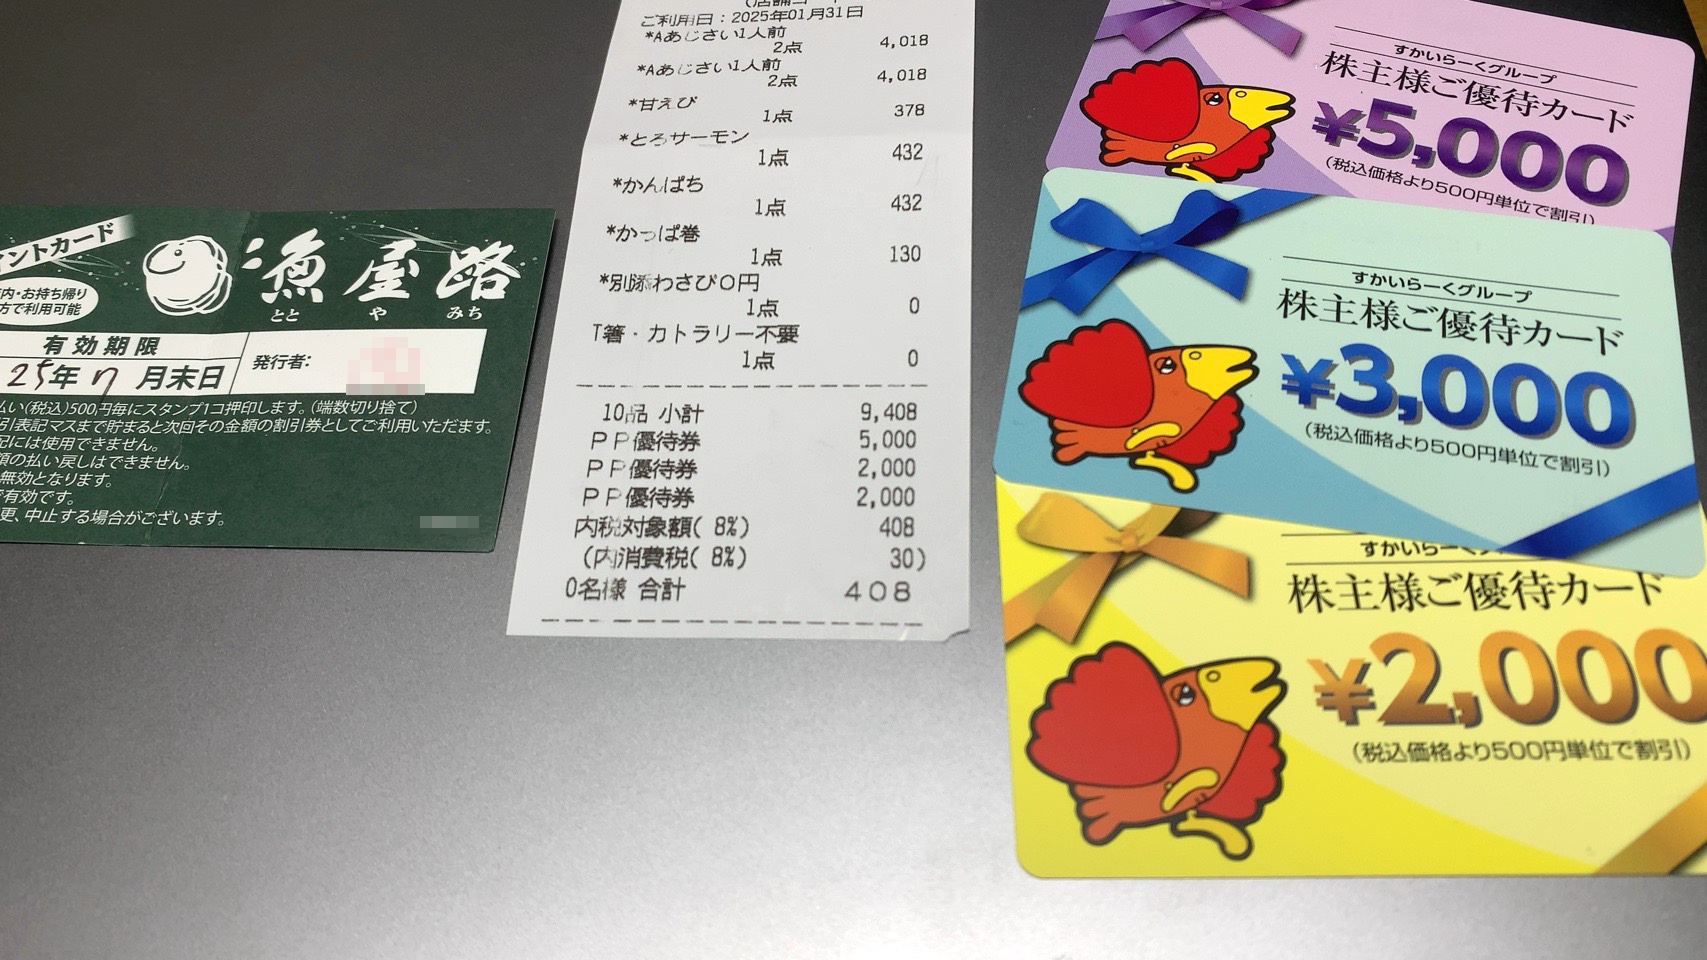 ントカード
内・お持ち帰り
方で利用可能
漁屋路
とと や みち
有効期限
25年 7 月末日
発行者:
払い(税込)500円毎にスタンプ1コ押印します。(端数切り捨て)
引表記マスまで貯まると次回その金額の割引券としてご利用いただます。
記には使用できません。
額の払い戻しはできません。
無効となります。
有効です。
更、中止する場合がございます。
ご利用日:2025年01月31日
*Aあじさい1人前
2点 4,018
*Aあじさい1人前
2点 4,018
*甘えび
1点 378
*とろサーモン
1点 432
*かんぱち
1点 432
*かっぱ巻
1点 130
*別添わさび0円
1点 0
T箸・カトラリー不要
1点 0
10品 小計 9,408
PP優待券 5,000
PP優待券 2,000
PP優待券 2,000
内税対象額( 8%) 408
(内消費税( 8%) 30)
0名様 合計 408
すかいらーくグループ
株主様ご優待カード
¥5,000
(税込価格より500円単位で割引)
すかいらーくグループ
株主様ご優待カード
¥3,000
(税込価格より500円単位で割引)
すかいらーくグ
株主様ご優待カード
¥2,000
(税込価格より500円単位で割引)